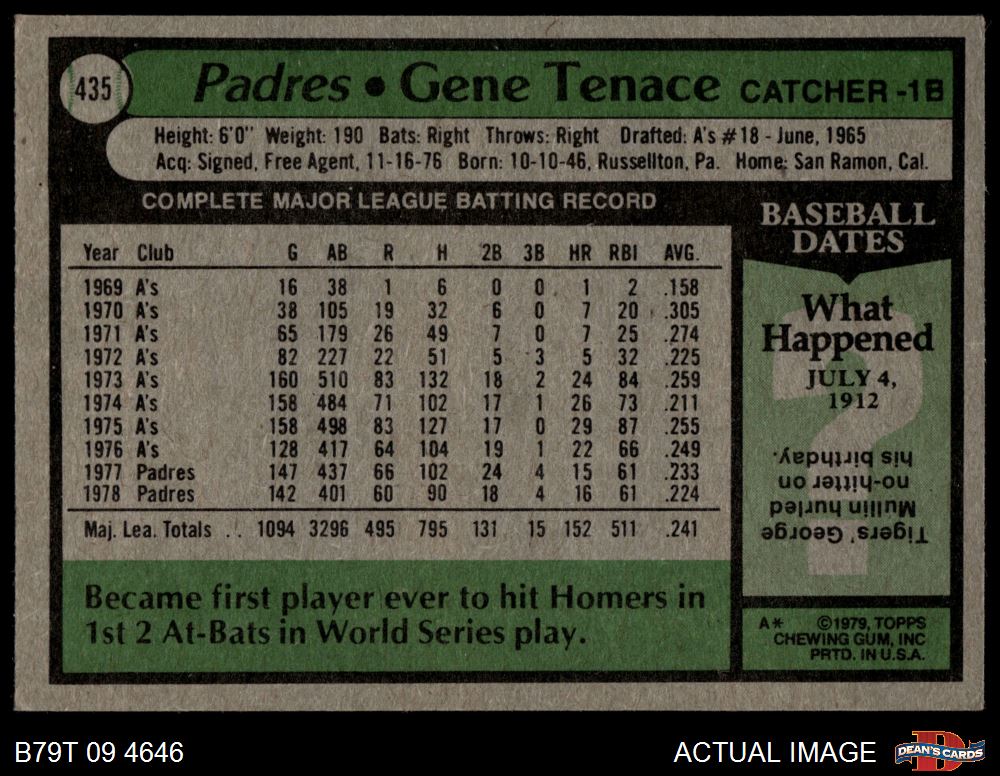 435
Padres • Gene Tenace CATCHER -1B
Height: 6'0" Weight: 190 Bats: Right Throws: Right Drafted: A's #18 - June, 1965
Acq: Signed, Free Agent, 11-16-76 Born: 10-10-46, Russellton, Pa. Home: San Ramon, Cal.
COMPLETE MAJOR LEAGUE BATTING RECORD
Year Club G AB R H 2B 3B HR RBI AVG.
1969 A's 16 38 1 6 0 0 1 2 .158
1970 A's 38 105 19 32 6 0 7 20 .305
1971 A's 65 179 26 49 7 0 7 25 .274
1972 A's 82 227 22 51 5 3 5 32 .225
1973 A's 160 510 83 132 18 2 24 84 .259
1974 A's 158 484 71 102 17 1 26 73 .211
1975 A's 158 498 83 127 17 0 29 87 .255
1976 A's 128 417 64 104 19 1 22 66 .249
1977 Padres 147 437 66 102 24 4 15 61 .233
1978 Padres 142 401 60 90 18 4 16 61 .224
Maj. Lea. Totals . . 1094 3296 495 795 131 15 152 511 .241
Became first player ever to hit Homers in
1st 2 At-Bats in World Series play.
BASEBALL
DATES
What
Happened
JULY 4,
1912
?
Tigers' George
Mullin hurled
no-hitter on
his birthday.
A* ©1979, TOPPS
CHEWING GUM, INC
PRTD. IN U.S.A.
B79T 09 4646
ACTUAL IMAGE
D
DEAN'S CARDS